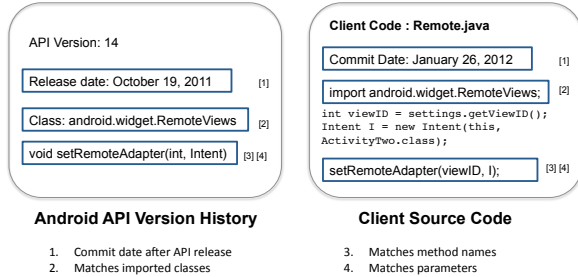 API Version: 14
Release date: October 19, 2011 [1]
Class: android.widget.RemoteViews [2]
void setRemoteAdapter(int, Intent) [3] [4]
Android API Version History
Client Code : Remote.java
Commit Date: January 26, 2012 [1]
import android.widget.RemoteViews; [2]
int viewID = settings.getViewID();
Intent I = new Intent(this,
ActivityTwo.class);
setRemoteAdapter(viewID, I); [3] [4]
Client Source Code
1. Commit date after API release
2. Matches imported classes
3. Matches method names
4. Matches parameters